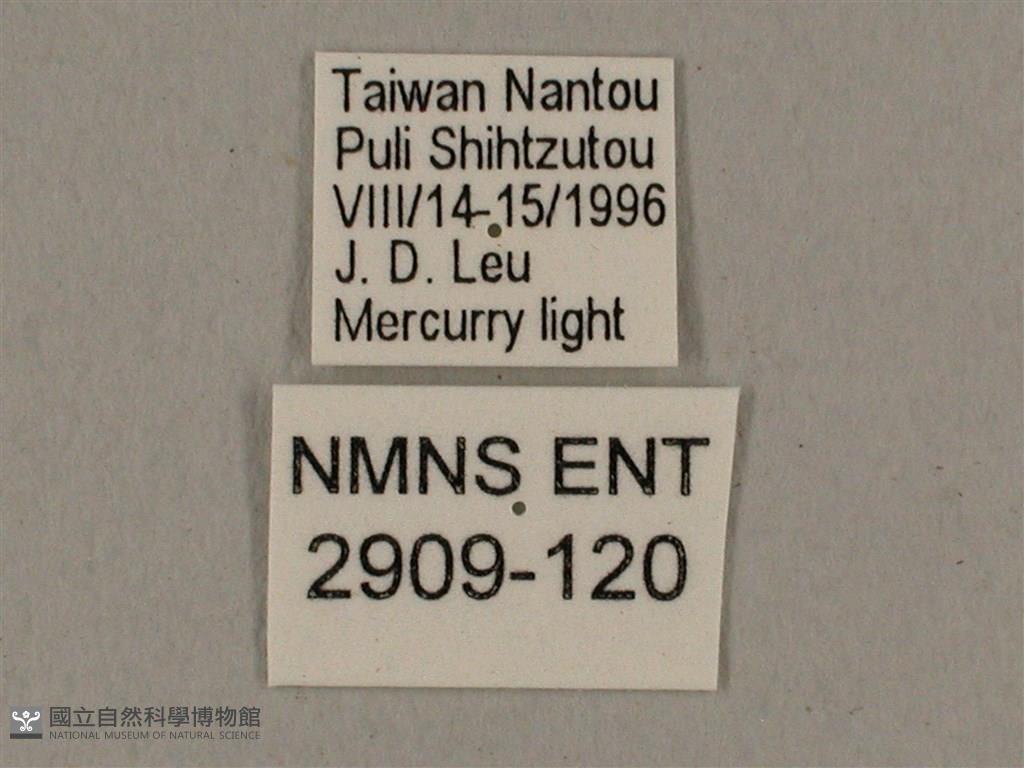 Taiwan Nantou
Puli Shihtzutou
VIII/14-15/1996
J. D. Leu
Mercurry light
NMNS ENT
2909-120
國立自然科學博物館
NATIONAL MUSEUM OF NATURAL SCIENCE